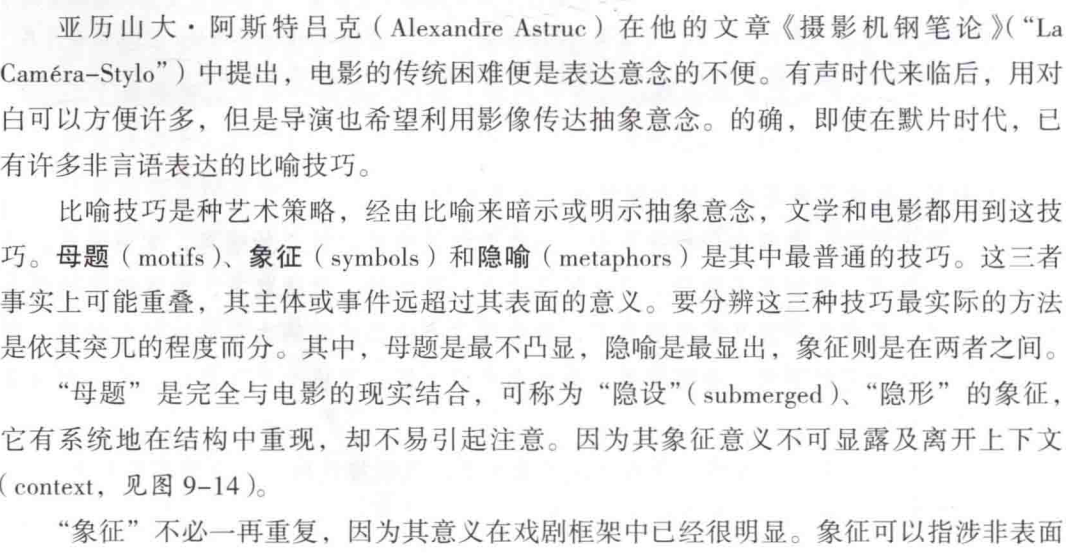 亚历山大·阿斯特吕克（Alexandre Astruc）在他的文章《摄影机钢笔论》（“La
Caméra–Stylo”）中提出，电影的传统困难便是表达意念的不便。有声时代来临后，用对
白可以方便许多，但是导演也希望利用影像传达抽象意念。的确，即使在默片时代，已
有许多非言语表达的比喻技巧。
比喻技巧是种艺术策略，经由比喻来暗示或明示抽象意念，文学和电影都用到这技
巧。母题（motifs）、象征（symbols）和隐喻（metaphors）是其中最普通的技巧。这三者
事实上可能重叠，其主体或事件远超过其表面的意义。要分辨这三种技巧最实际的方法
是依其突兀的程度而分。其中，母题是最不凸显，隐喻是最显出，象征则是在两者之间。
“母题”是完全与电影的现实结合，可称为“隐设”（submerged）、“隐形”的象征，
它有系统地在结构中重现，却不易引起注意。因为其象征意义不可显露及离开上下文
（context，见图 9–14）。
“象征”不必一再重复，因为其意义在戏剧框架中已经很明显。象征可以指涉非表面